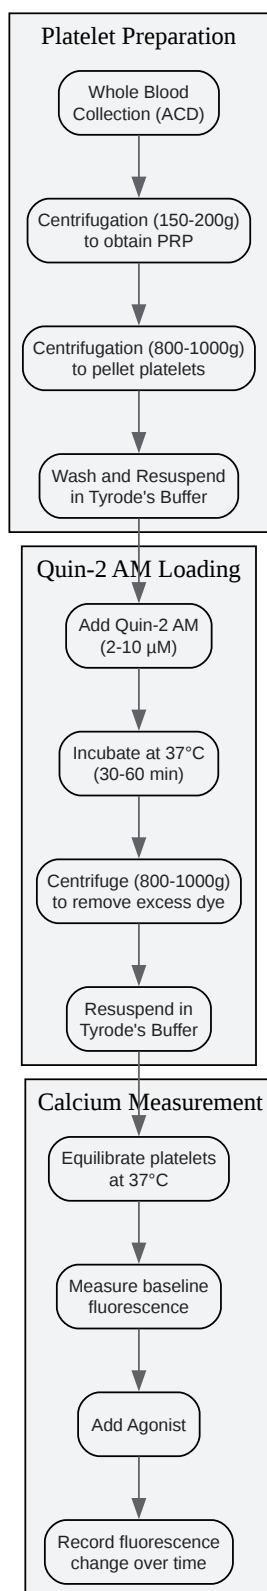 Platelet Preparation
Whole Blood
Collection (ACD)
Centrifugation (150-200g)
to obtain PRP
Centrifugation (800-1000g)
to pellet platelets
Wash and Resuspend
in Tyrode's Buffer
Quin-2 AM Loading
Add Quin-2 AM
(2-10 µM)
Incubate at 37°C
(30-60 min)
Centrifuge (800-1000g)
to remove excess dye
Resuspend in
Tyrode's Buffer
Calcium Measurement
Equilibrate platelets
at 37°C
Measure baseline
fluorescence
Add Agonist
Record fluorescence
change over time